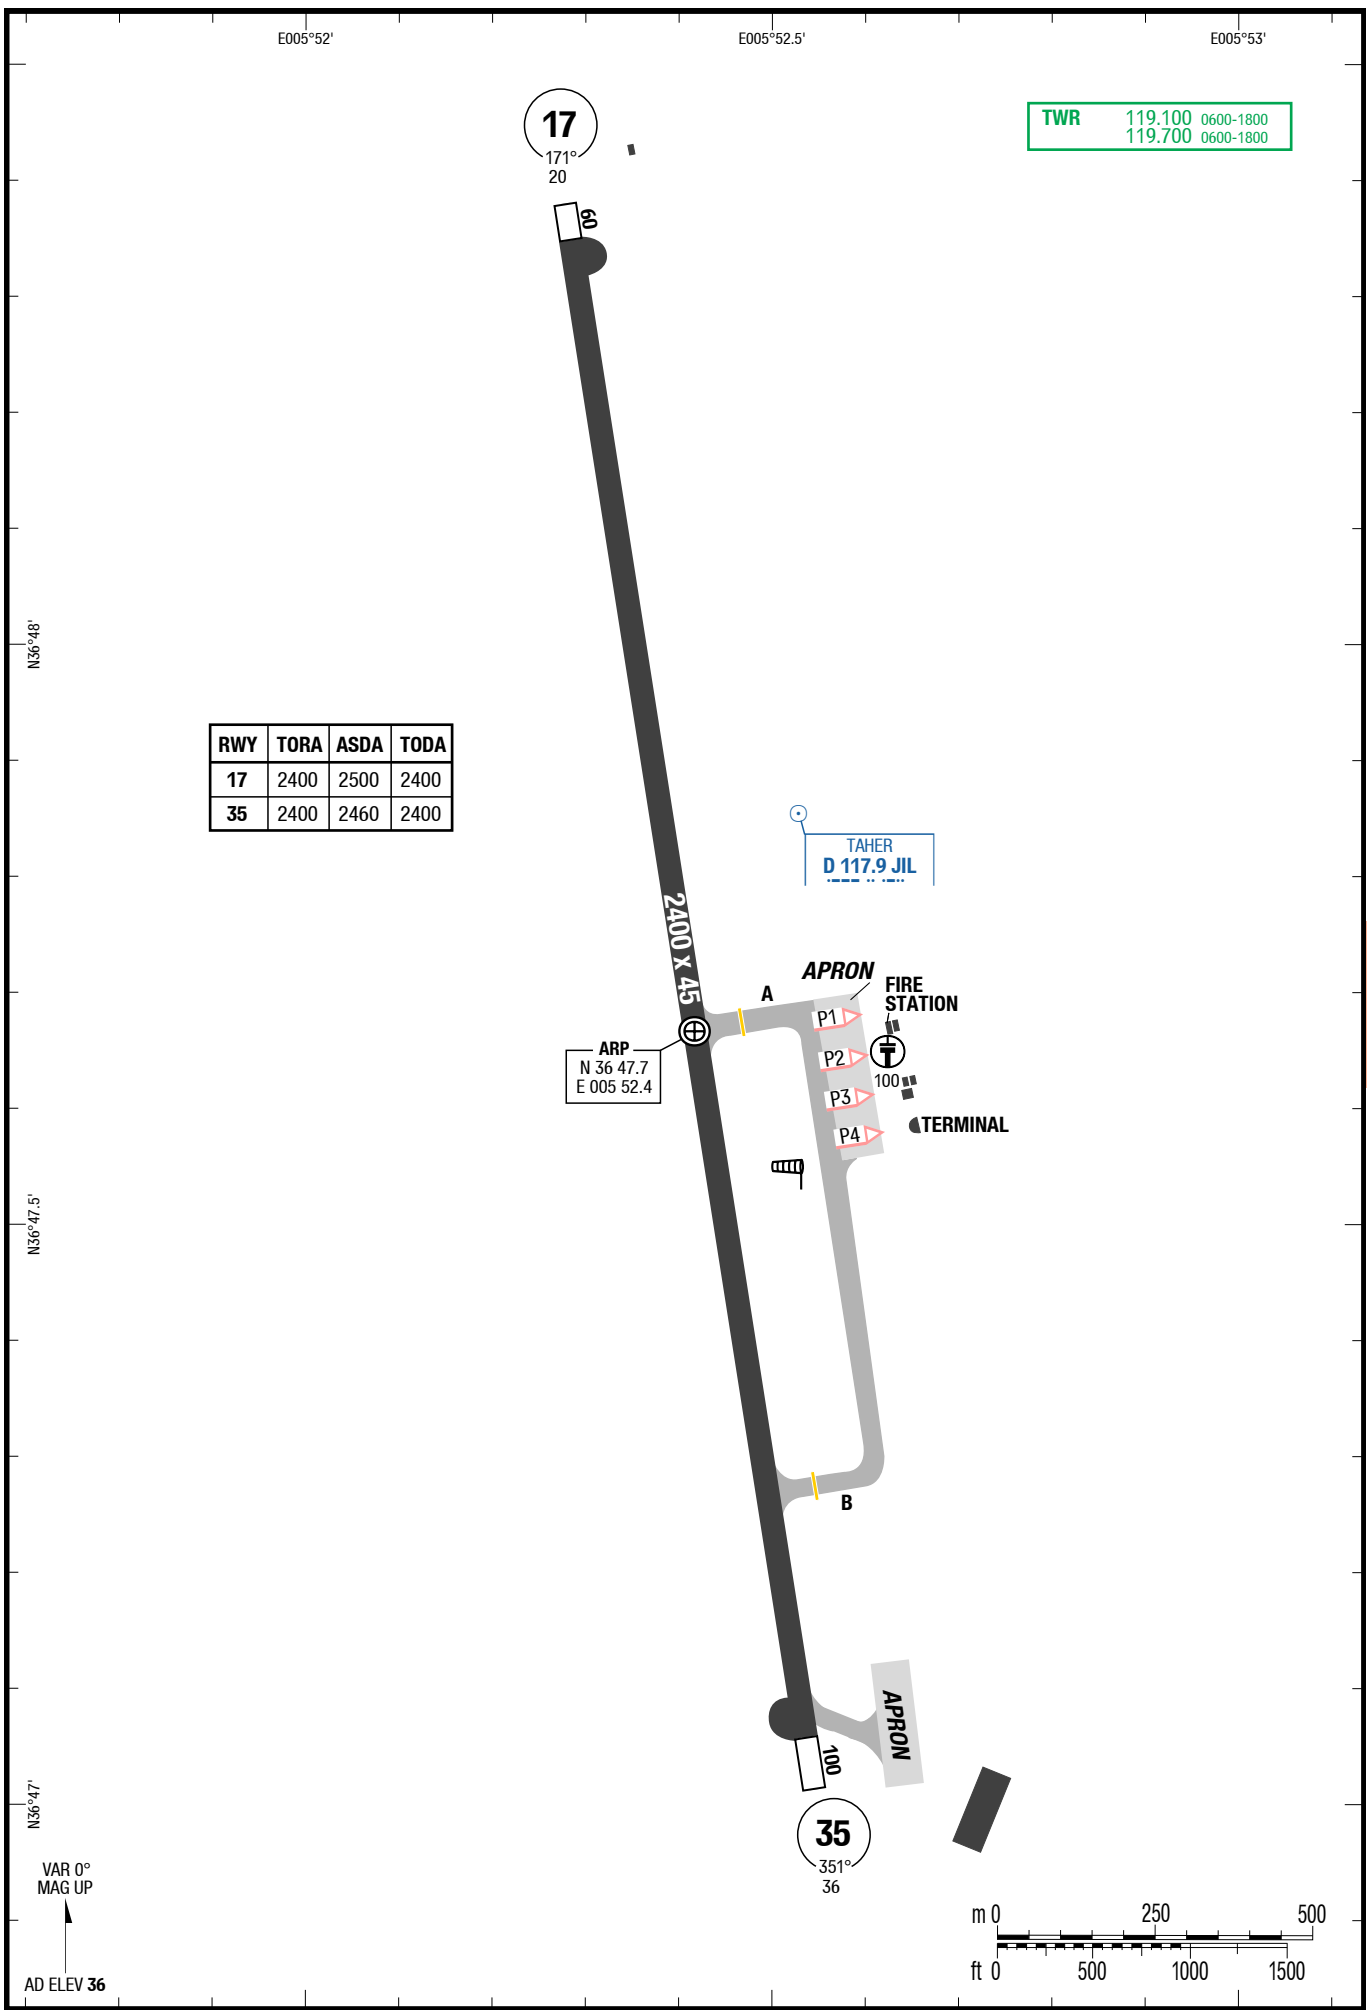 E005°52' E005°52.5' E005°53'
17
171°
20
TWR 119.100 0600-1800
119.700 0600-1800
60
N36°48'
RWY TORA ASDA TODA
17 2400 2500 2400
35 2400 2460 2400
TAHER
D 117.9 JIL
2400 x 45
APRON
FIRE
STATION
A
P1
ARP
N 36 47.7
E 005 52.4
P2
100
P3
P4
TERMINAL
N36°47.5'
B
APRON
100
N36°47'
35
351°
36
VAR 0°
MAG UP
AD ELEV 36
m 0 250 500
ft 0 500 1000 1500